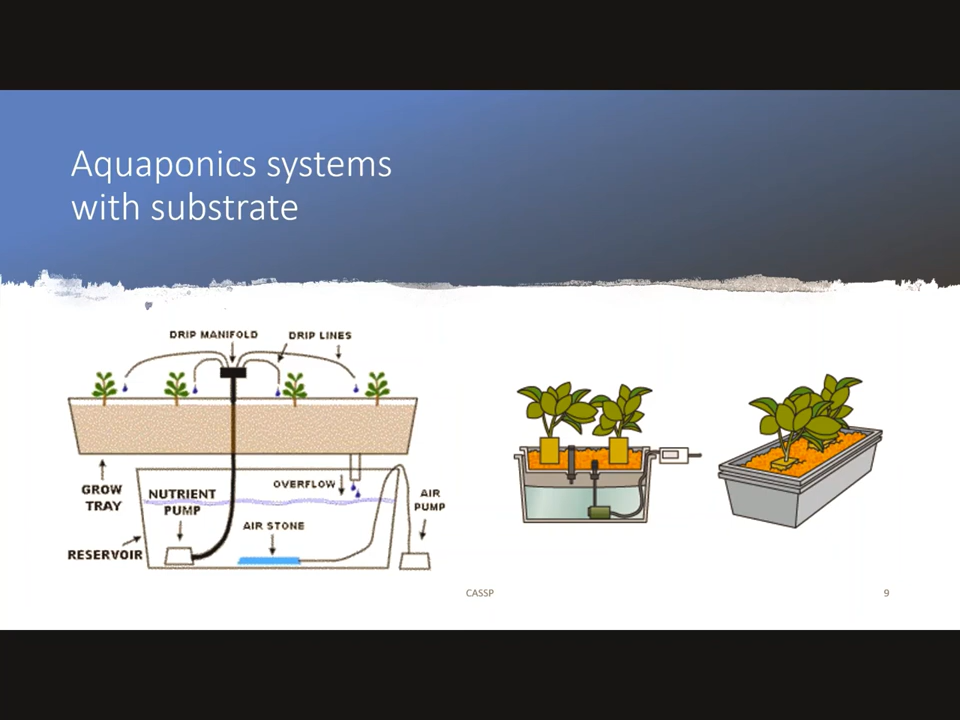 Aquaponics systems
with substrate
DRIP MANIFOLD
DRIP LINES
GROW
TRAY
NUTRIENT
PUMP
OVERFLOW
AIR
PUMP
AIR STONE
RESERVOIR
CASSP
9